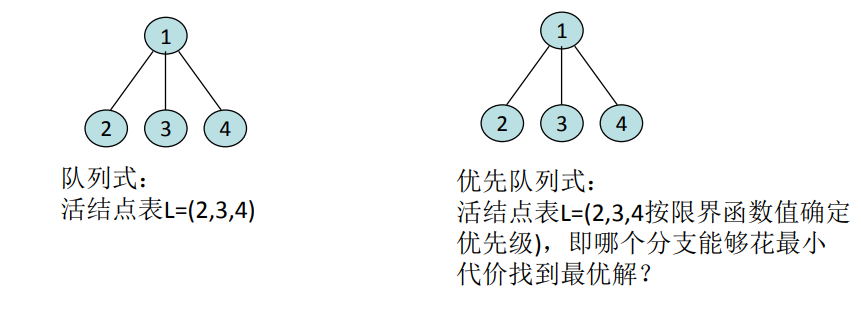 1
2 3 4
队列式：
活结点表L=(2,3,4)
1
2 3 4
优先队列式：
活结点表L=(2,3,4按限界函数值确定
优先级)，即哪个分支能够花最小
代价找到最优解？